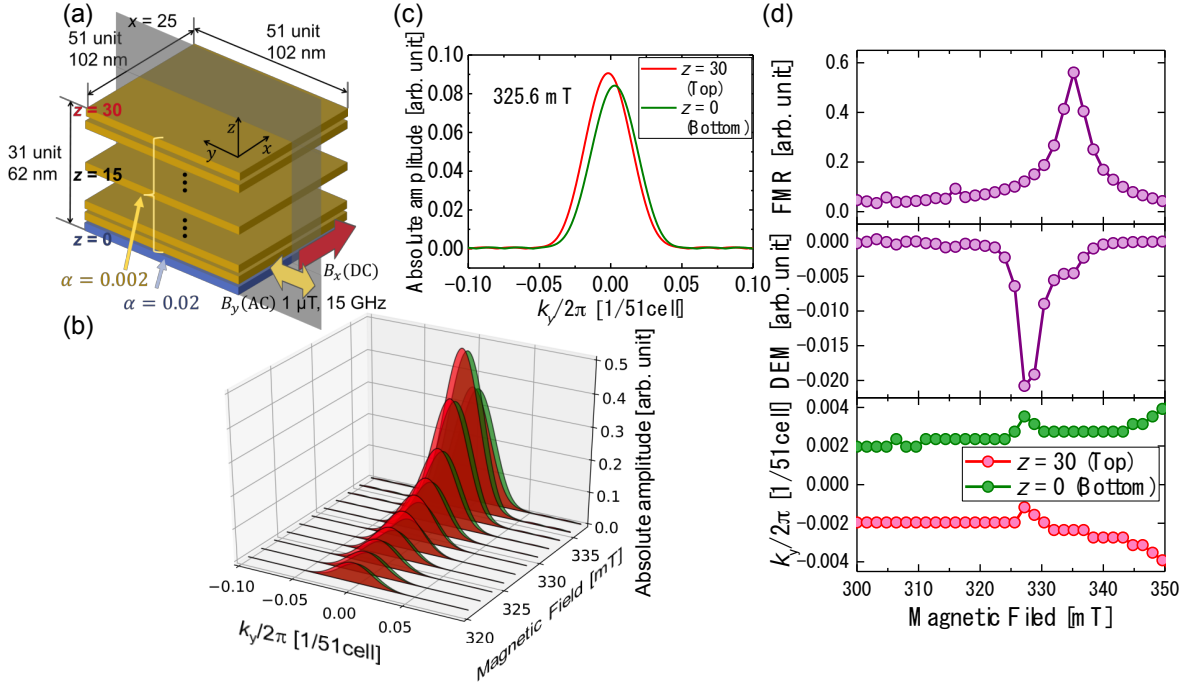 (a)
x = 25
51 unit
102 nm
51 unit
102 nm
z = 30
z
y
x
31 unit
62 nm
z = 15
z = 0
α = 0.002
α = 0.02
B_x(DC)
B_y(AC) 1 μT, 15 GHz
(b)
0.5
0.4
0.3
0.2
0.1
0.0
Absolute amplitude [arb. unit]
335
330
325
320
Magnetic Field [mT]
−0.10
−0.05
0.00
0.05
k_y/2π [1/51cell]
(c)
0.10
0.08
0.06
0.04
0.02
0.00
Absolute amplitude [arb. unit]
325.6 mT
z = 30
(Top)
z = 0
(Bottom)
-0.10
-0.05
0.00
0.05
0.10
k_y/2π [1/51cell]
(d)
0.6
0.4
0.2
0.0
FMR [arb. unit]
0.000
-0.005
-0.010
-0.015
-0.020
DEM [arb. unit]
0.004
0.002
0.000
-0.002
-0.004
k_y/2π [1/51cell]
z = 30 (Top)
z = 0 (Bottom)
300
310
320
330
340
350
Magnetic Filed [mT]